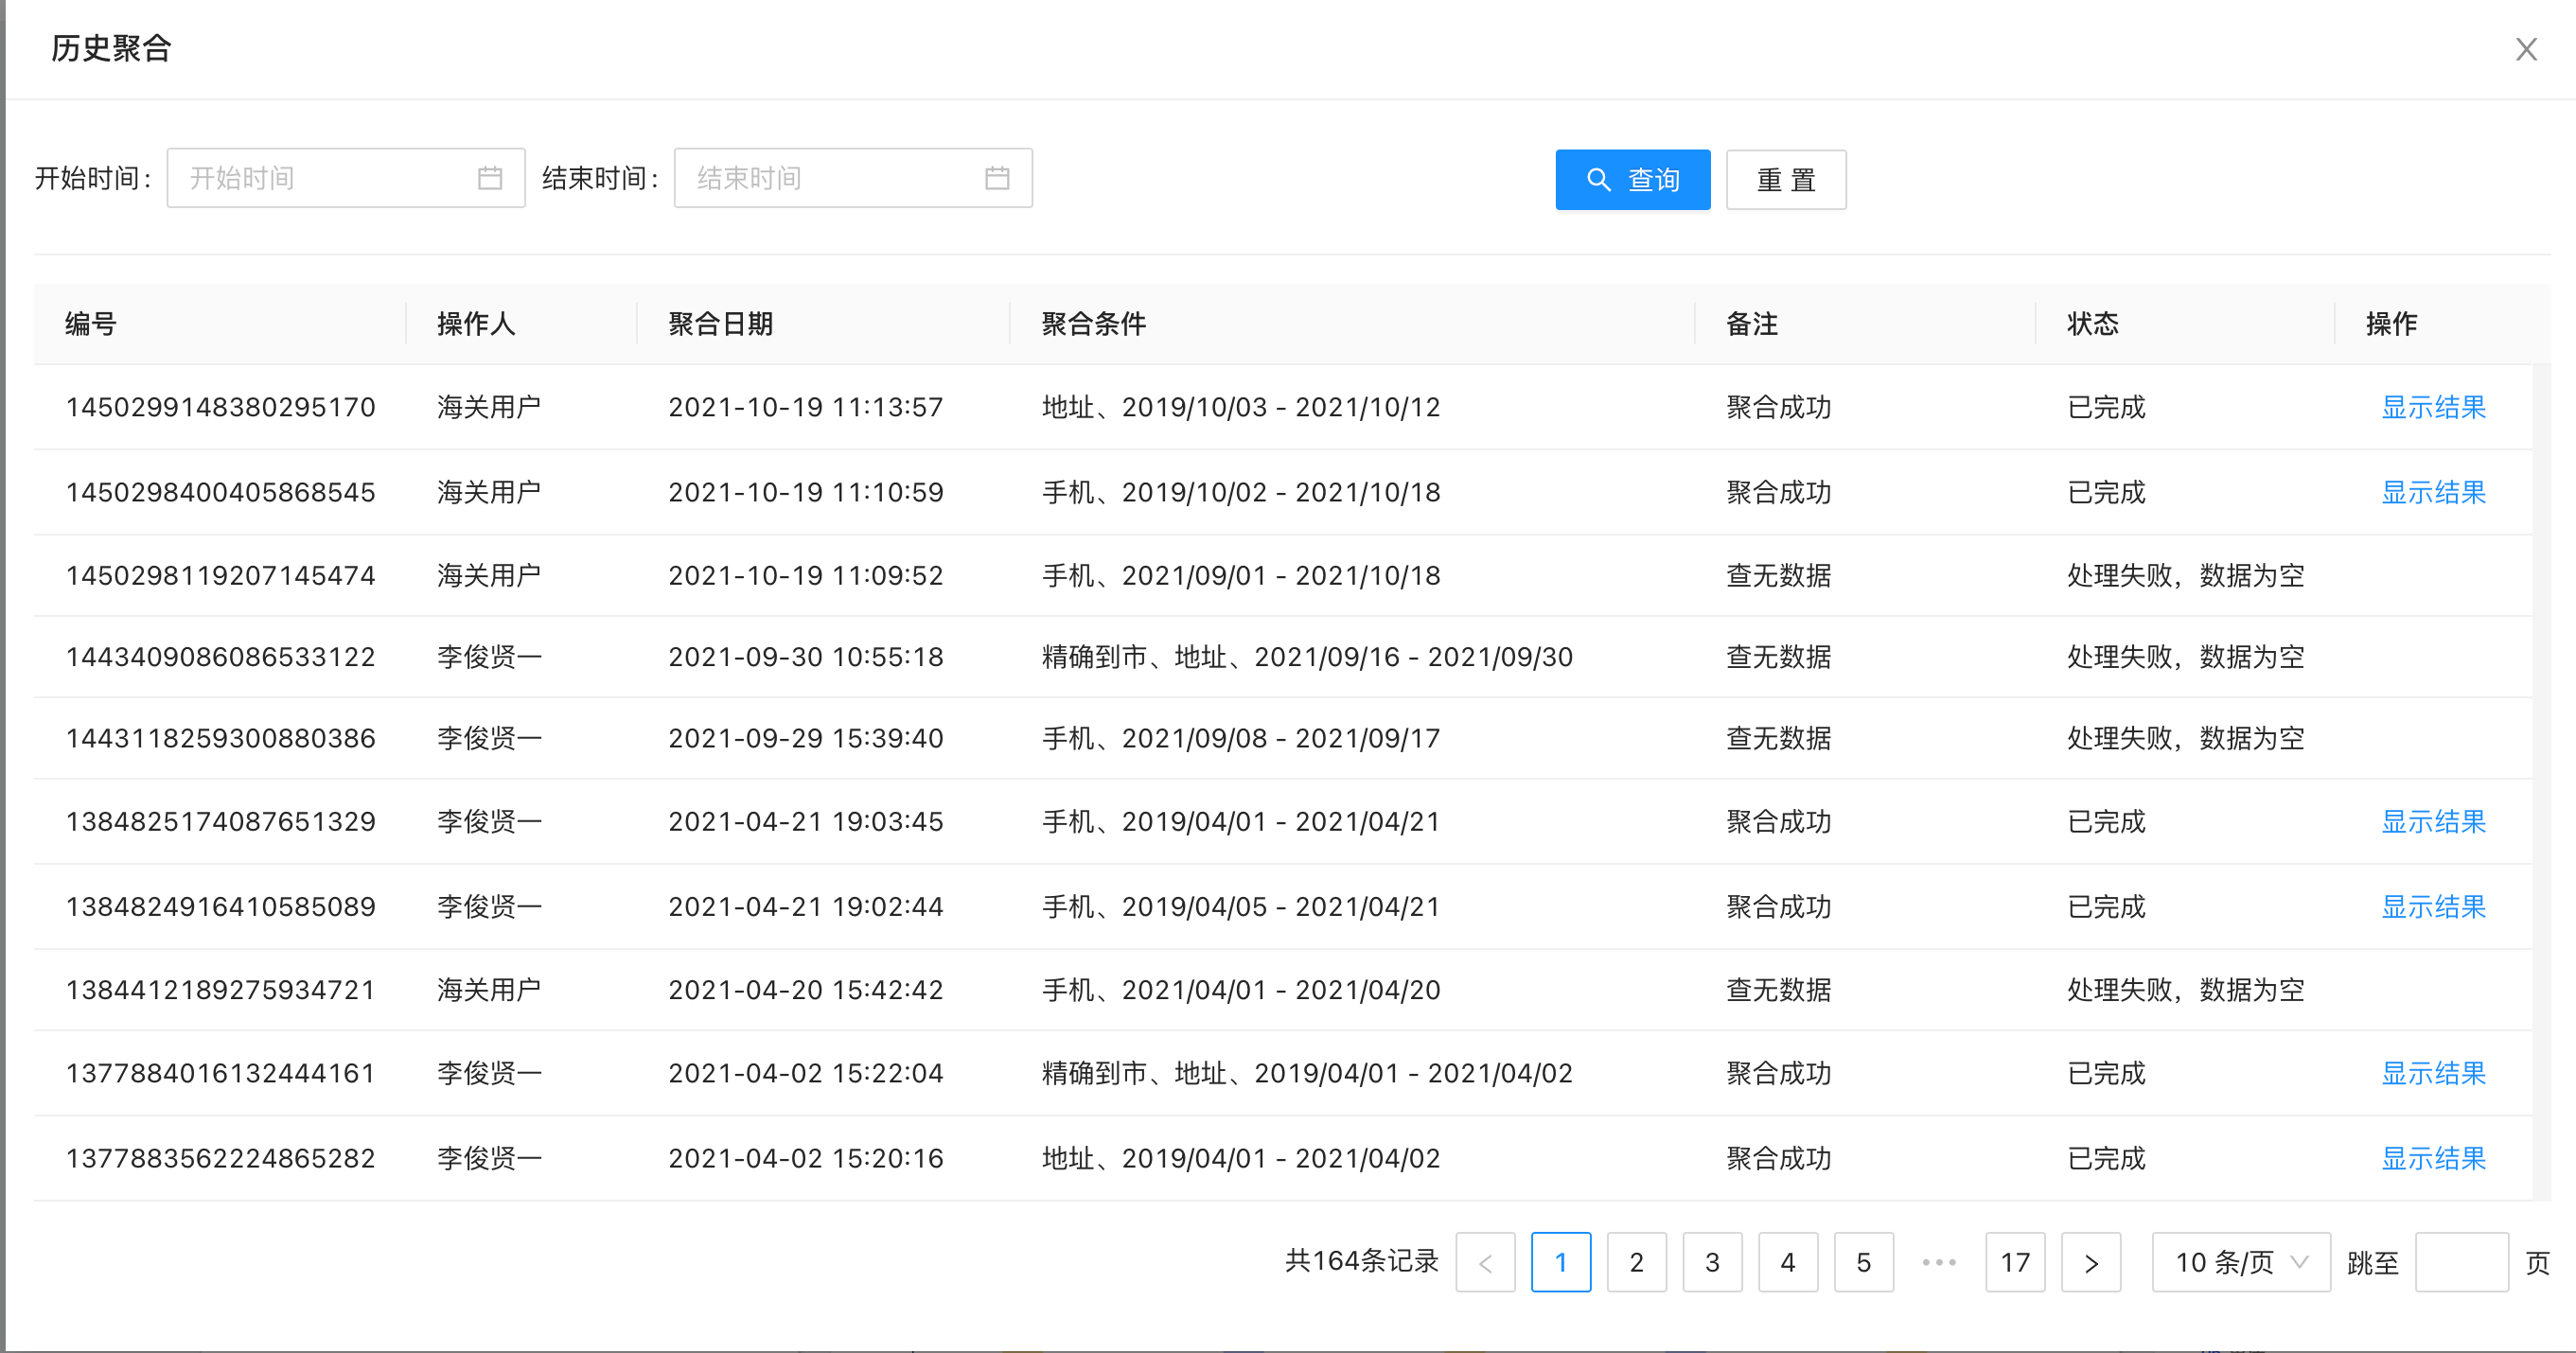 历史聚合
开始时间： 开始时间 结束时间： 结束时间 查询 重 置
编号 操作人 聚合日期 聚合条件 备注 状态 操作
1450299148380295170 海关用户 2021-10-19 11:13:57 地址、2019/10/03 - 2021/10/12 聚合成功 已完成 显示结果
1450298400405868545 海关用户 2021-10-19 11:10:59 手机、2019/10/02 - 2021/10/18 聚合成功 已完成 显示结果
1450298119207145474 海关用户 2021-10-19 11:09:52 手机、2021/09/01 - 2021/10/18 查无数据 处理失败，数据为空
1443409086086533122 李俊贤一 2021-09-30 10:55:18 精确到市、地址、2021/09/16 - 2021/09/30 查无数据 处理失败，数据为空
1443118259300880386 李俊贤一 2021-09-29 15:39:40 手机、2021/09/08 - 2021/09/17 查无数据 处理失败，数据为空
1384825174087651329 李俊贤一 2021-04-21 19:03:45 手机、2019/04/01 - 2021/04/21 聚合成功 已完成 显示结果
1384824916410585089 李俊贤一 2021-04-21 19:02:44 手机、2019/04/05 - 2021/04/21 聚合成功 已完成 显示结果
1384412189275934721 海关用户 2021-04-20 15:42:42 手机、2021/04/01 - 2021/04/20 查无数据 处理失败，数据为空
1377884016132444161 李俊贤一 2021-04-02 15:22:04 精确到市、地址、2019/04/01 - 2021/04/02 聚合成功 已完成 显示结果
1377883562224865282 李俊贤一 2021-04-02 15:20:16 地址、2019/04/01 - 2021/04/02 聚合成功 已完成 显示结果
共164条记录 < 1 2 3 4 5 ••• 17 > 10 条/页 跳至 页